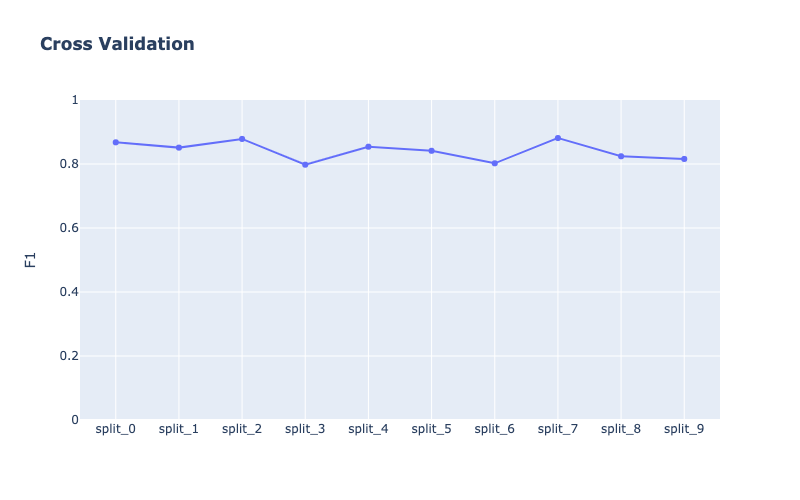 Cross Validation
1
0.8
0.6
F1
0.4
0.2
0
split_0 split_1 split_2 split_3 split_4 split_5 split_6 split_7 split_8 split_9